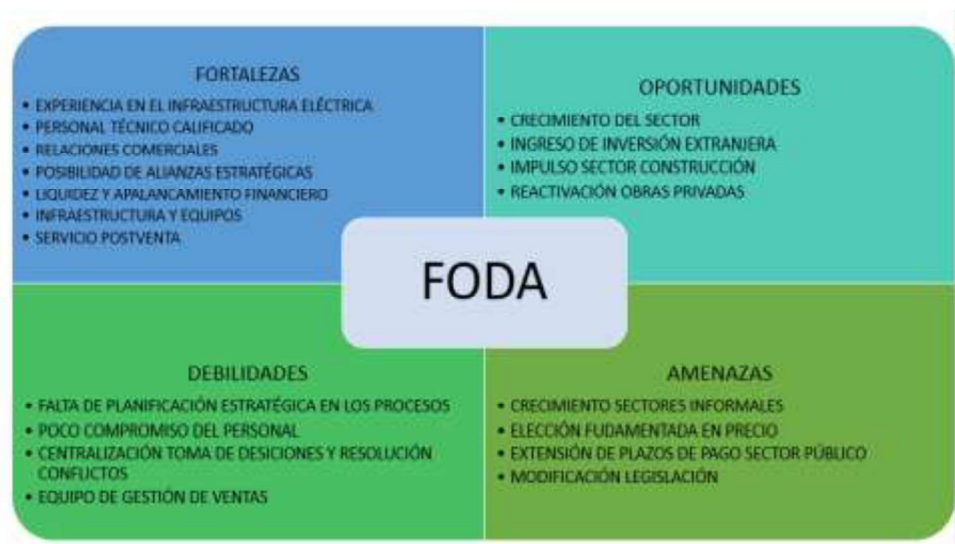 FORTALEZAS
• EXPERIENCIA EN EL INFRAESTRUCTURA ELÉCTRICA
• PERSONAL TÉCNICO CALIFICADO
• RELACIONES COMERCIALES
• POSIBILIDAD DE ALIANZAS ESTRATÉGICAS
• LIQUIDEZ Y APALANCAMIENTO FINANCIERO
• INFRAESTRUCTURA Y EQUIPOS
• SERVICIO POSTVENTA
OPORTUNIDADES
• CRECIMIENTO DEL SECTOR
• INGRESO DE INVERSIÓN EXTRANJERA
• IMPULSO SECTOR CONSTRUCCIÓN
• REACTIVACIÓN OBRAS PRIVADAS
FODA
DEBILIDADES
• FALTA DE PLANIFICACIÓN ESTRATÉGICA EN LOS PROCESOS
• POCO COMPROMISO DEL PERSONAL
• CENTRALIZACIÓN TOMA DE DESICIONES Y RESOLUCIÓN
CONFLICTOS
• EQUIPO DE GESTIÓN DE VENTAS
AMENAZAS
• CRECIMIENTO SECTORES INFORMALES
• ELECCIÓN FUDAMENTADA EN PRECIO
• EXTENSIÓN DE PLAZOS DE PAGO SECTOR PÚBLICO
• MODIFICACIÓN LEGISLACIÓN